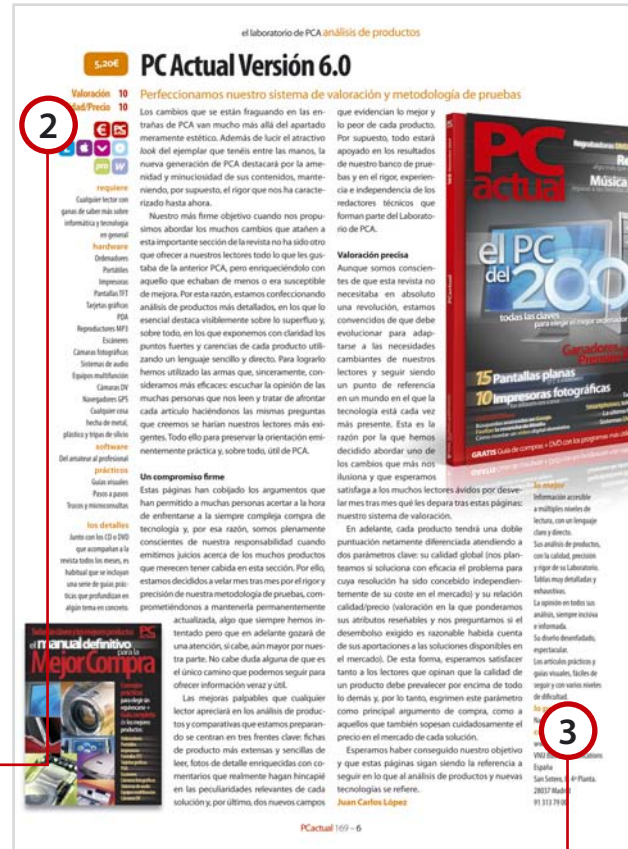 el laboratorio de PCA análisis de productos
5,20€
PC Actual Versión 6.0
Valoración 10
dad/Precio 10
2
Perfeccionamos nuestro sistema de valoración y metodología de pruebas
requiere
Cualquier lector con
ganas de saber más sobre
informática y tecnología
en general
hardware
Ordenadores
Portátiles
Impresoras
Pantallas TFT
Tarjetas gráficas
PDA
Reproductores MP3
Escáneres
Cámaras fotográficas
Sistemas de audio
Equipos multifunción
Cámaras DV
Navegadores GPS
Cualquier cosa
hecha de metal,
plástico y tripas de silicio
software
Del amateur al profesional
prácticos
Guías visuales
Pasos a pasos
Trucos y microconsultas
los detalles
Junto con los CD o DVD
que acompañan a la
revista todos los meses, es
habitual que se incluyan
una serie de guías prác-
ticas que profundizan en
algún tema en concreto.
Los cambios que se están fraguando en las en-
trañas de PCA van mucho más allá del apartado
meramente estético. Además de lucir el atractivo
look del ejemplar que tenéis entre las manos, la
nueva generación de PCA destacará por la ame-
nidad y minuciosidad de sus contenidos, mante-
niendo, por supuesto, el rigor que nos ha caracte-
rizado hasta ahora.
Nuestro más firme objetivo cuando nos propu-
simos abordar los muchos cambios que atañen a
esta importante sección de la revista no ha sido otro
que ofrecer a nuestros lectores todo lo que les gus-
taba de la anterior PCA, pero enriqueciéndolo con
aquello que echaban de menos o era susceptible
de mejora. Por esta razón, estamos confeccionando
análisis de productos más detallados, en los que lo
esencial destaca visiblemente sobre lo superfluo y,
sobre todo, en los que exponemos con claridad los
puntos fuertes y carencias de cada producto utili-
zando un lenguaje sencillo y directo. Para lograrlo
hemos utilizado las armas que, sinceramente, con-
sideramos más eficaces: escuchar la opinión de las
muchas personas que nos leen y tratar de afrontar
cada artículo haciéndonos las mismas preguntas
que creemos se harían nuestros lectores más exi-
gentes. Todo ello para preservar la orientación emi-
nentemente práctica y, sobre todo, útil de PCA.
Un compromiso firme
Estas páginas han cobijado los argumentos que
han permitido a muchas personas acertar a la hora
de enfrentarse a la siempre compleja compra de
tecnología y, por esa razón, somos plenamente
conscientes de nuestra responsabilidad cuando
emitimos juicios acerca de los muchos productos
que merecen tener cabida en esta sección. Por ello,
estamos decididos a velar mes tras mes por el rigor y
precisión de nuestra metodología de pruebas, com-
prometiéndonos a mantenerla permanentemente
actualizada, algo que siempre hemos in-
tentado pero que en adelante gozará de
una atención, si cabe, aún mayor por nues-
tra parte. No cabe duda alguna de que es
el único camino que podemos seguir para
ofrecer información veraz y útil.
Las mejoras palpables que cualquier
lector apreciará en los análisis de produc-
tos y comparativas que estamos preparan-
do se centran en tres frentes clave: fichas
de producto más extensas y sencillas de
leer, fotos de detalle enriquecidas con co-
mentarios que realmente hagan hincapié
en las peculiaridades relevantes de cada
solución y, por último, dos nuevos campos
que evidencian lo mejor y
lo peor de cada producto.
Por supuesto, todo estará
apoyado en los resultados
de nuestro banco de prue-
bas y en el rigor, experien-
cia e independencia de los
redactores técnicos que
forman parte del Laborato-
rio de PCA.
Valoración precisa
Aunque somos conscien-
tes de que esta revista no
necesitaba en absoluto
una revolución, estamos
convencidos de que debe
evolucionar para adap-
tarse a las necesidades
cambiantes de nuestros
lectores y seguir siendo
un punto de referencia
en un mundo en el que la
tecnología está cada vez
más presente. Esta es la
razón por la que hemos
decidido abordar uno de
los cambios que más nos
ilusiona y que esperamos
satisfaga a los muchos lectores ávidos por desve-
lar mes tras mes qué les depara tras estas páginas:
nuestro sistema de valoración.
En adelante, cada producto tendrá una doble
puntuación netamente diferenciada atendiendo a
dos parámetros clave: su calidad global (nos plan-
teamos si soluciona con eficacia el problema para
cuya resolución ha sido concebido independien-
temente de su coste en el mercado) y su relación
calidad/precio (valoración en la que ponderamos
sus atributos reseñables y nos preguntamos si el
desembolso exigido es razonable habida cuenta
de sus aportaciones a las soluciones disponibles en
el mercado). De esta forma, esperamos satisfacer
tanto a los lectores que opinan que la calidad de
un producto debe prevalecer por encima de todo
lo demás y, por lo tanto, esgrimen este parámetro
como principal argumento de compra, como a
aquellos que también sopesan cuidadosamente el
precio en el mercado de cada solución.
Esperamos haber conseguido nuestro objetivo
y que estas páginas sigan siendo la referencia a
seguir en lo que al análisis de productos y nuevas
tecnologías se refiere.
Juan Carlos López
PC
actual
Música
el PC
del 200
todas las claves
para elegir el mejor ordenador
15 Pantallas planas
10 Impresoras fotográficas
GRATIS Guía de compras + DVD con los programas más
lo mejor
Información accesible
a múltiples niveles de
lectura, con un lenguaje
claro y directo.
Sus análisis de productos,
con la calidad, precisión
y rigor de su Laboratorio.
Tablas muy detalladas y
exhaustivas.
La opinión en todos sus
análisis, siempre incisiva
e informada.
Su diseño desenfadado,
espectacular.
Los artículos prácticos y
guías visuales, fáciles de
seguir y con varios niveles
de dificultad.
3
España
28037 Madrid
91 313 79 00
el manual definitivo
para la
Mejor Compra
PCactual 169 – 6